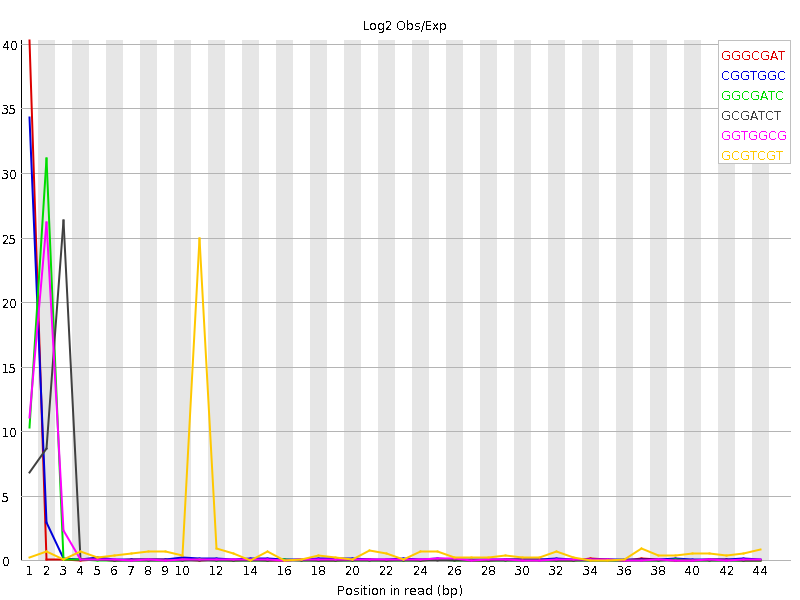 Log2 Obs/Exp
40
35
30
25
20
15
10
5
0
GGGCGAT
CGGTGGC
GGCGATC
GCGATCT
GGTGGCG
GCGTCGT
1 2 3 4 5 6 7 8 9 10 12 14 16 18 20 22 24 26 28 30 32 34 36 38 40 42 44
Position in read (bp)